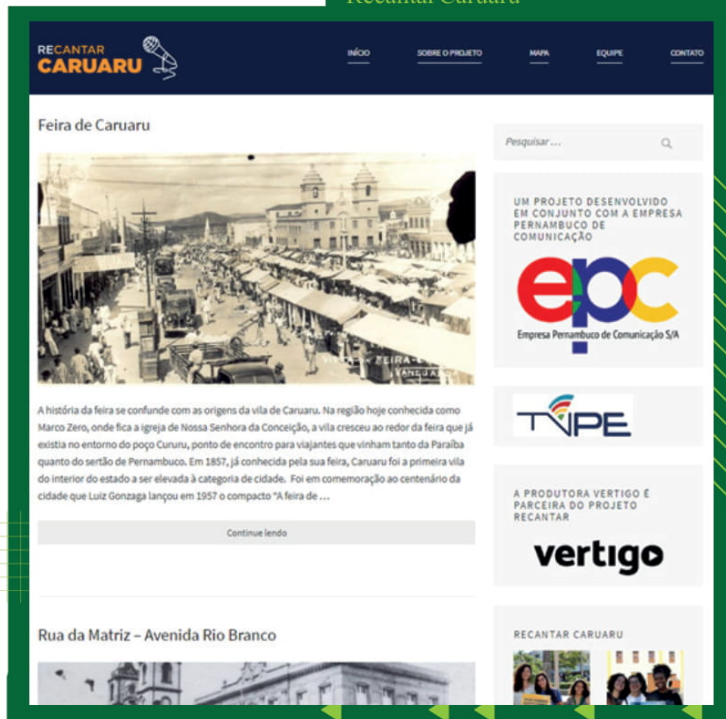 Recantar Caruaru
RECANTAR
CARUARU
INÍCIO
SOBRE O PROJETO
MAPA
EQUIPE
CONTATO
Feira de Caruaru
VISTA DA FEIRA
A história da feira se confunde com as origens da vila de Caruaru. Na região hoje conhecida como
Marco Zero, onde fica a igreja de Nossa Senhora da Conceição, a vila cresceu ao redor da feira que já
existia no entorno do poço Cururu, ponto de encontro para viajantes que vinham tanto da Paraíba
quanto do sertão de Pernambuco. Em 1857, já conhecida pela sua feira, Caruaru foi a primeira vila
do interior do estado a ser elevada à categoria de cidade. Foi em comemoração ao centenário da
cidade que Luiz Gonzaga lançou em 1957 o compacto "A feira de ...
Continue lendo
Rua da Matriz – Avenida Rio Branco
Pesquisar ...
UM PROJETO DESENVOLVIDO
EM CONJUNTO COM A EMPRESA
PERNAMBUCO DE
COMUNICAÇÃO
epc
Empresa Pernambuco de Comunicação S/A
TVPE
A PRODUTORA VERTIGO É
PARCEIRA DO PROJETO
RECANTAR
vertigo
RECANTAR CARUARU